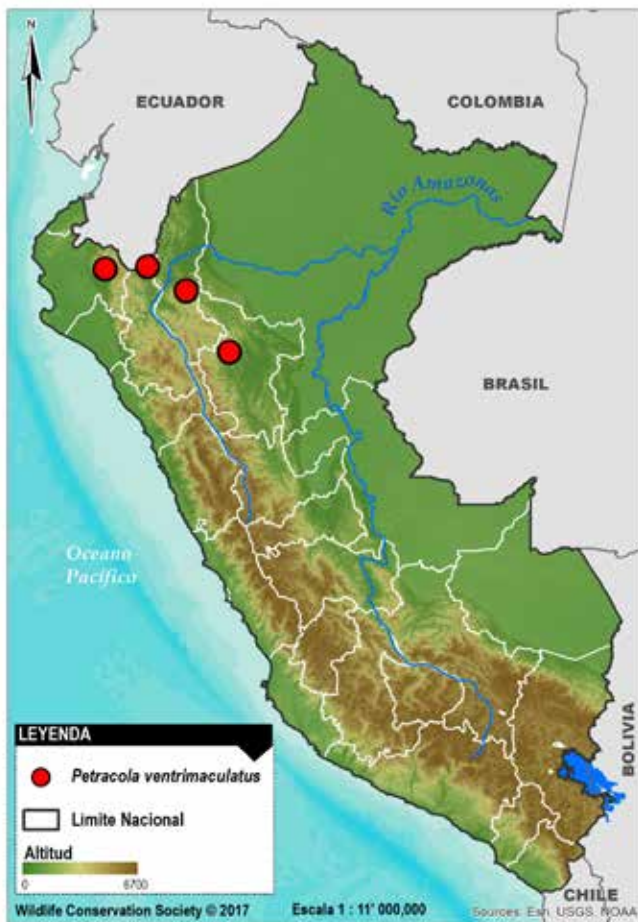 N
ECUADOR
COLOMBIA
Río Amazonas
BRASIL
Oceano
Pacífico
BOLIVIA
LEYENDA
Petracola ventrimaculatus
Limite Nacional
Altitud
0 6700
CHILE
Wildlife Conservation Society © 2017 Escala 1 : 11' 000,000 Sources: Esri, USGS, NOAA